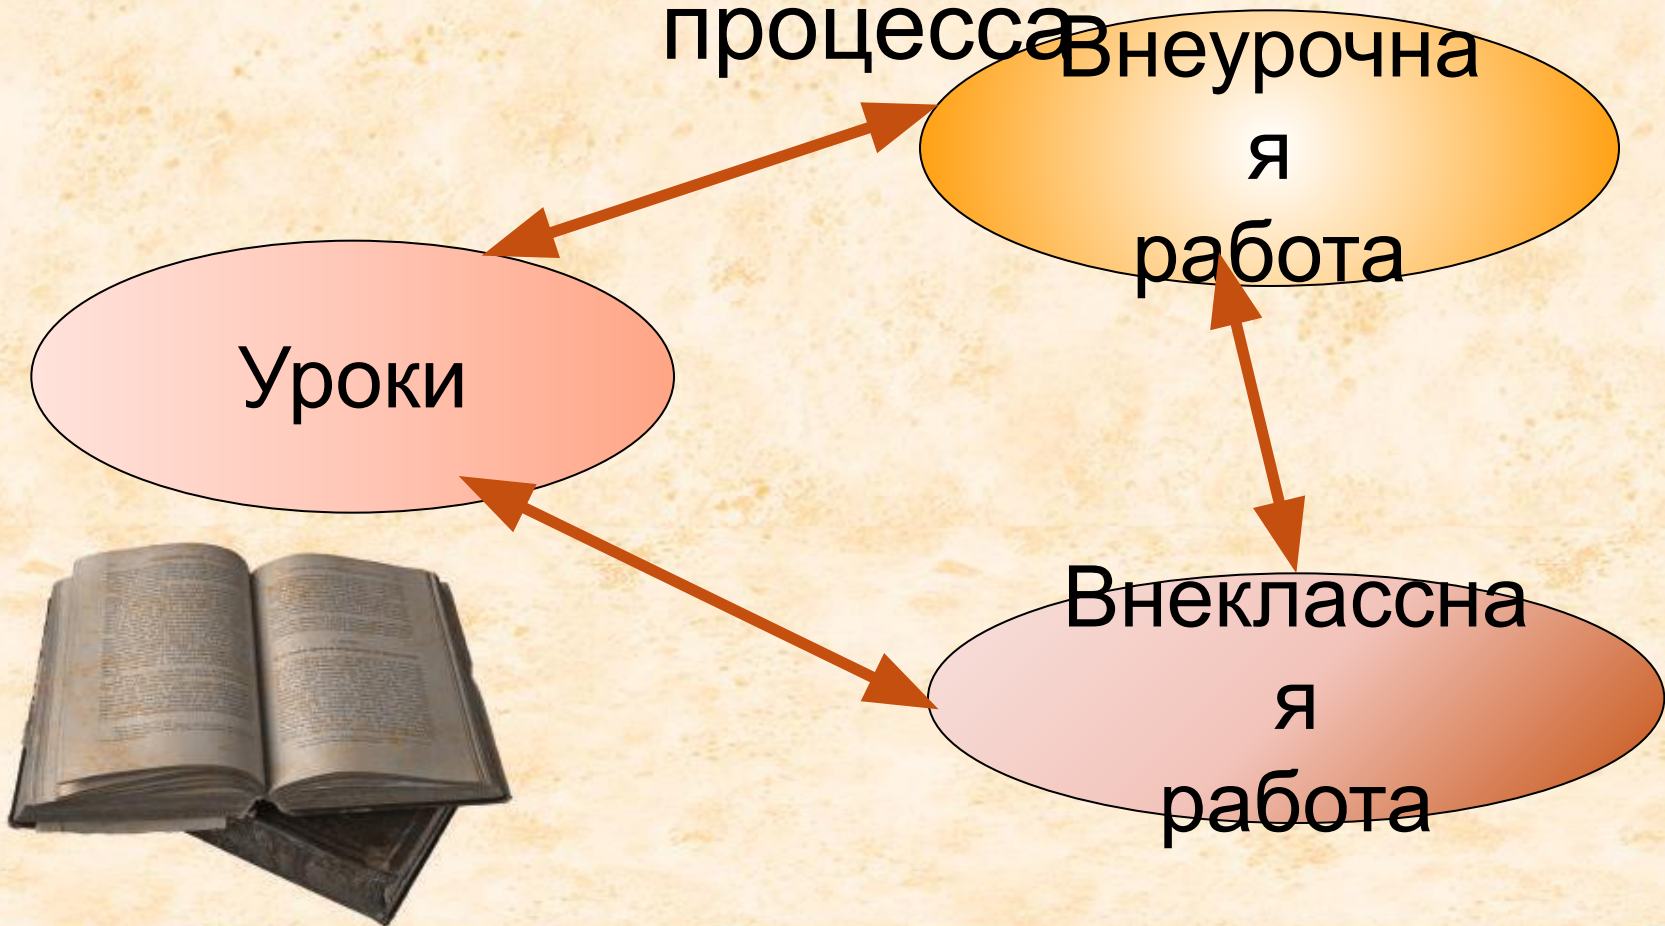 процесса
Внеурочна
я
работа
Уроки
Внеклассна
я
работа